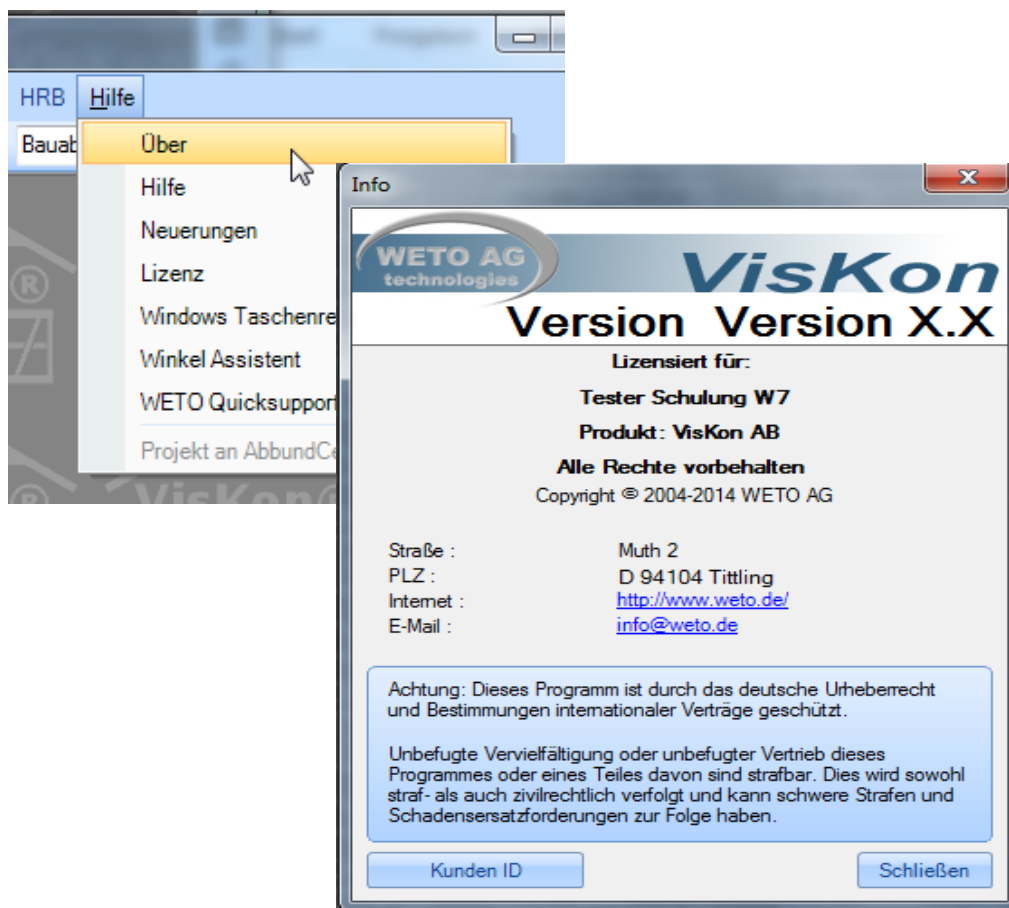 HRB Hilfe
Bauab
Über
Hilfe
Neuerungen
Lizenz
Windows Taschenre
Winkel Assistent
WETO Quicksupport
Projekt an AbbundCe
VisKon®
Info
WETO AG
technologies
VisKon
Version Version X.X
Lizensiert für:
Tester Schulung W7
Produkt: VisKon AB
Alle Rechte vorbehalten
Copyright © 2004-2014 WETO AG
Straße : Muth 2
PLZ : D 94104 Tittling
Internet : http://www.weto.de/
E-Mail : info@weto.de
Achtung: Dieses Programm ist durch das deutsche Urheberrecht
und Bestimmungen internationaler Verträge geschützt.
Unbefugte Vervielfältigung oder unbefugter Vertrieb dieses
Programmes oder eines Teiles davon sind strafbar. Dies wird sowohl
straf- als auch zivilrechtlich verfolgt und kann schwere Strafen und
Schadensersatzforderungen zur Folge haben.
Kunden ID
Schließen